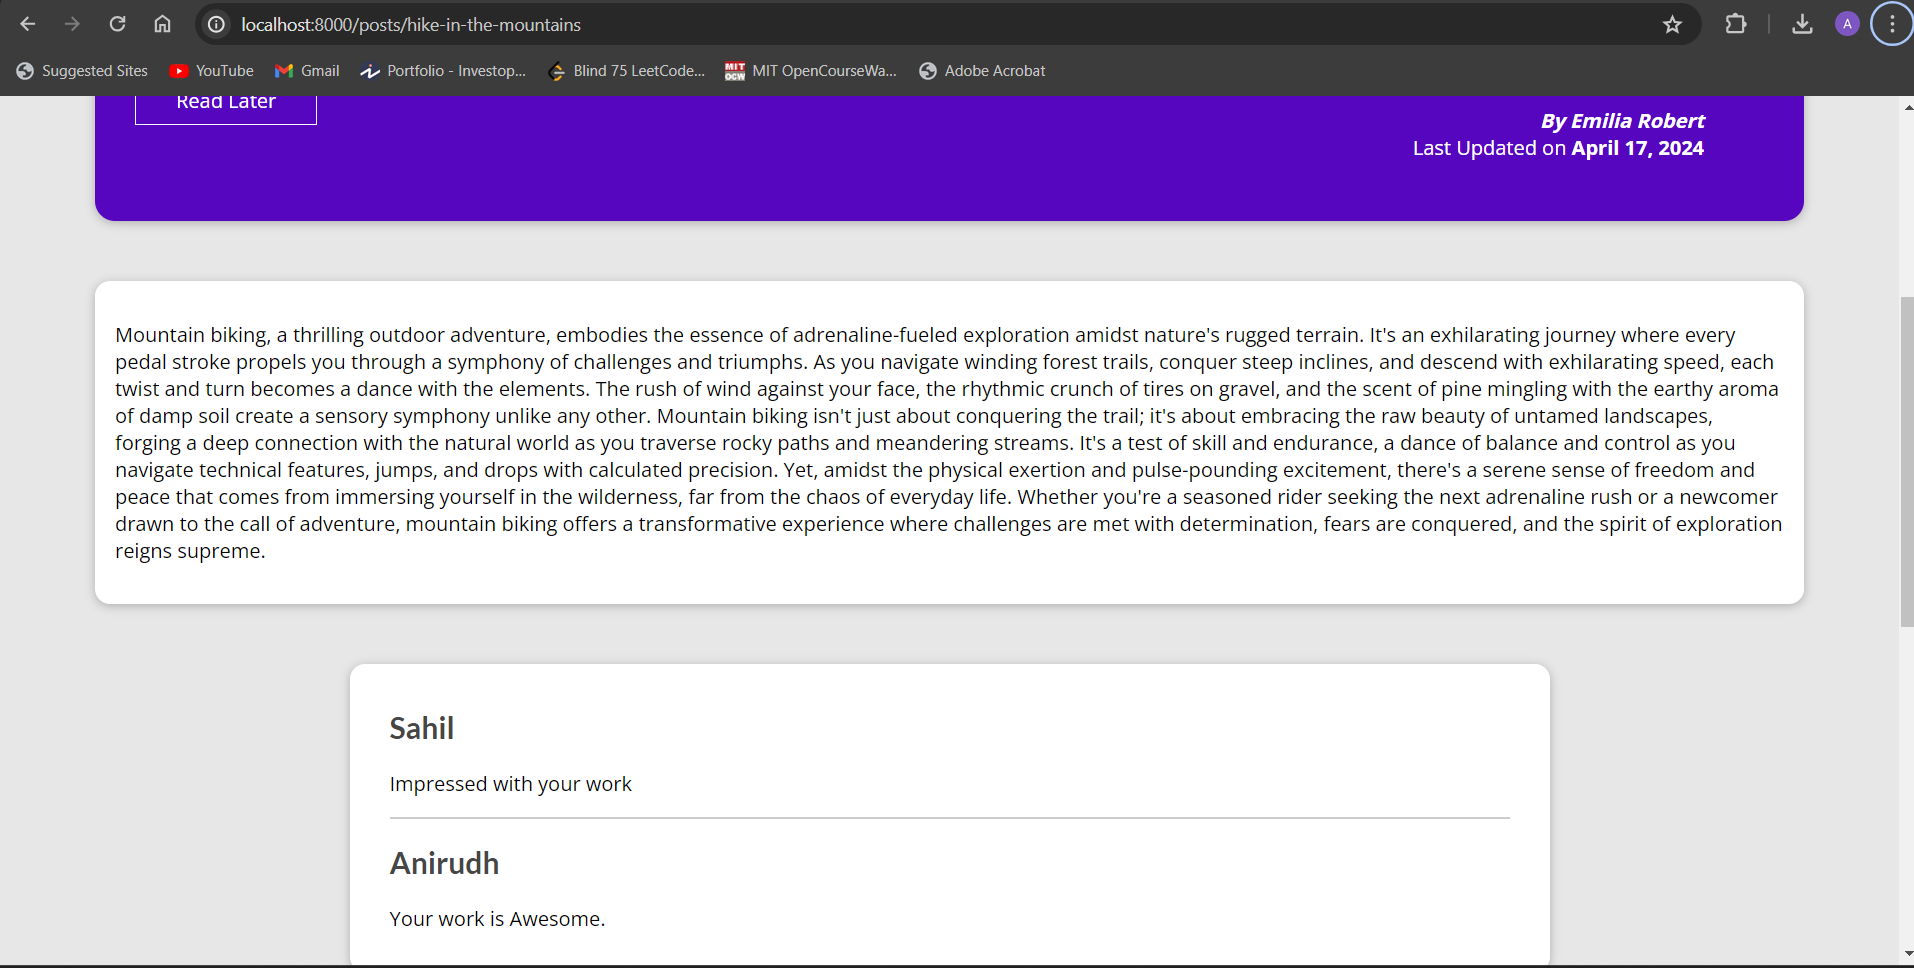 localhost:8000/posts/hike-in-the-mountains
A
Suggested Sites
YouTube
Gmail
Portfolio - Investop...
Blind 75 LeetCode...
MIT OCW
MIT OpenCourseWa...
Adobe Acrobat
Read Later
By Emilia Robert
Last Updated on April 17, 2024
Mountain biking, a thrilling outdoor adventure, embodies the essence of adrenaline-fueled exploration amidst nature's rugged terrain. It's an exhilarating journey where every
pedal stroke propels you through a symphony of challenges and triumphs. As you navigate winding forest trails, conquer steep inclines, and descend with exhilarating speed, each
twist and turn becomes a dance with the elements. The rush of wind against your face, the rhythmic crunch of tires on gravel, and the scent of pine mingling with the earthy aroma
of damp soil create a sensory symphony unlike any other. Mountain biking isn't just about conquering the trail; it's about embracing the raw beauty of untamed landscapes,
forging a deep connection with the natural world as you traverse rocky paths and meandering streams. It's a test of skill and endurance, a dance of balance and control as you
navigate technical features, jumps, and drops with calculated precision. Yet, amidst the physical exertion and pulse-pounding excitement, there's a serene sense of freedom and
peace that comes from immersing yourself in the wilderness, far from the chaos of everyday life. Whether you're a seasoned rider seeking the next adrenaline rush or a newcomer
drawn to the call of adventure, mountain biking offers a transformative experience where challenges are met with determination, fears are conquered, and the spirit of exploration
reigns supreme.
Sahil
Impressed with your work
Anirudh
Your work is Awesome.